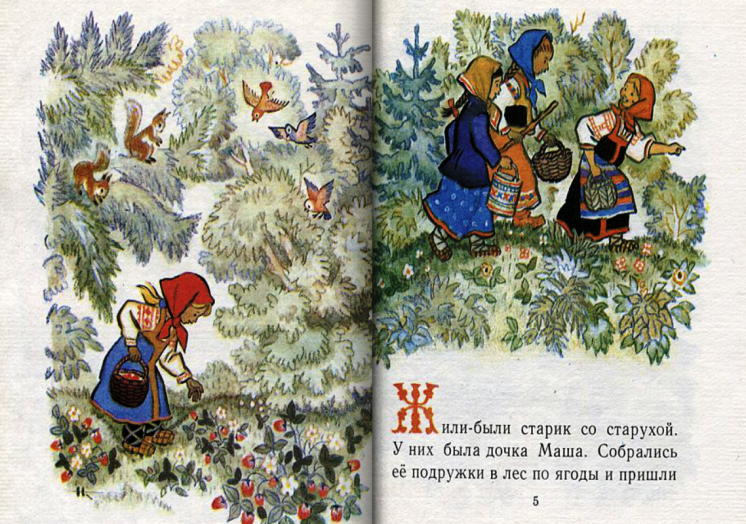 Жили-были старик со старухой.
У них была дочка Маша. Собрались
её подружки в лес по ягоды и пришли
5